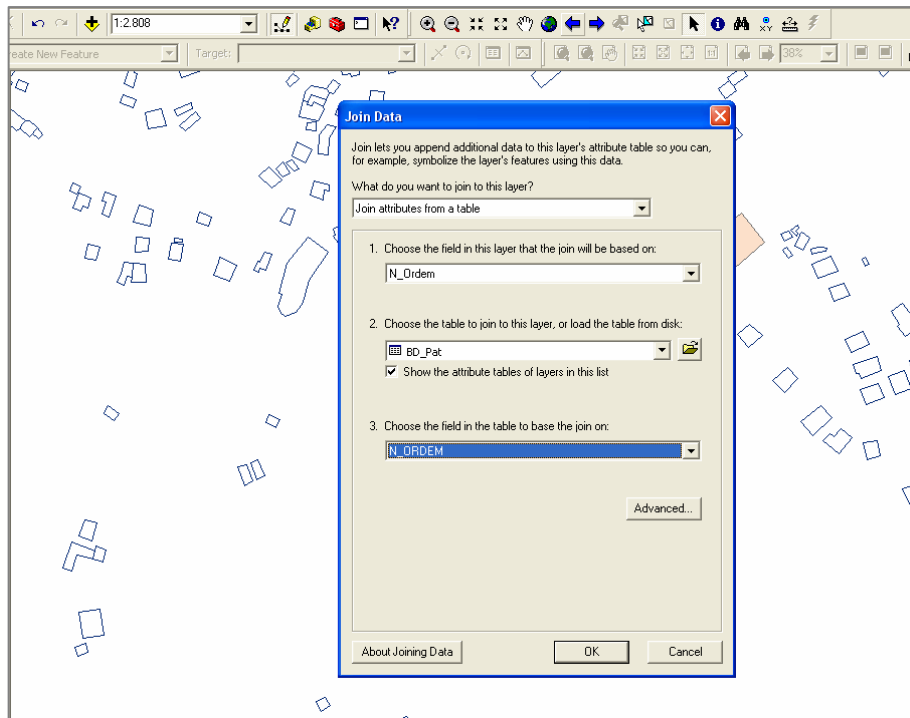 1:2.808
reate New Feature
Target:
1:1
38%
Join Data
Join lets you append additional data to this layer's attribute table so you can,
for example, symbolize the layer's features using this data.
What do you want to join to this layer?
Join attributes from a table
1. Choose the field in this layer that the join will be based on:
N_Ordem
2. Choose the table to join to this layer, or load the table from disk:
BD_Pat
Show the attribute tables of layers in this list
3. Choose the field in the table to base the join on:
N_ORDEM
Advanced...
About Joining Data
OK
Cancel